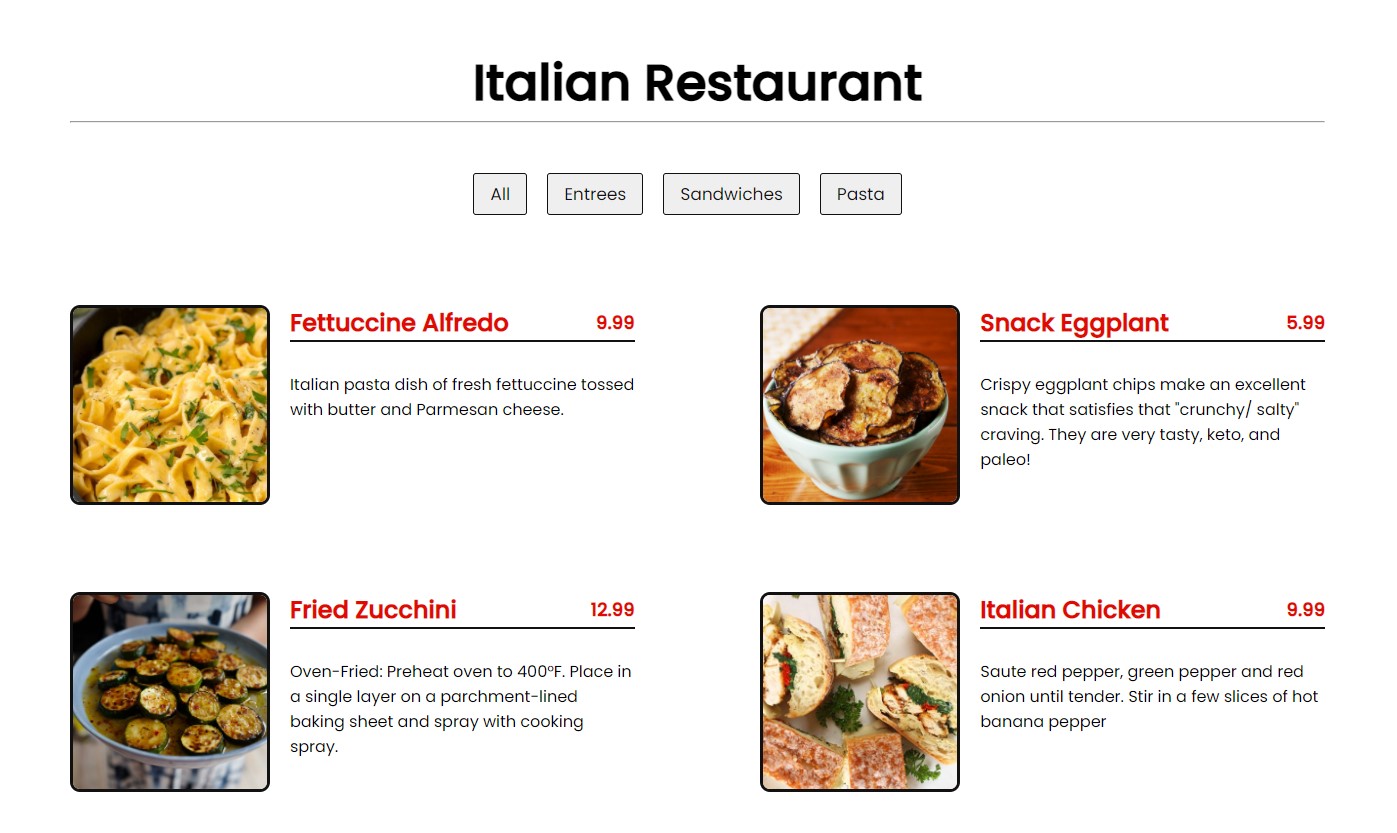 Italian Restaurant
All Entrees Sandwiches Pasta
Fettuccine Alfredo 9.99
Italian pasta dish of fresh fettuccine tossed
with butter and Parmesan cheese.
Snack Eggplant 5.99
Crispy eggplant chips make an excellent
snack that satisfies that "crunchy/ salty"
craving. They are very tasty, keto, and
paleo!
Fried Zucchini 12.99
Oven-Fried: Preheat oven to 400°F. Place in
a single layer on a parchment-lined
baking sheet and spray with cooking
spray.
Italian Chicken 9.99
Saute red pepper, green pepper and red
onion until tender. Stir in a few slices of hot
banana pepper